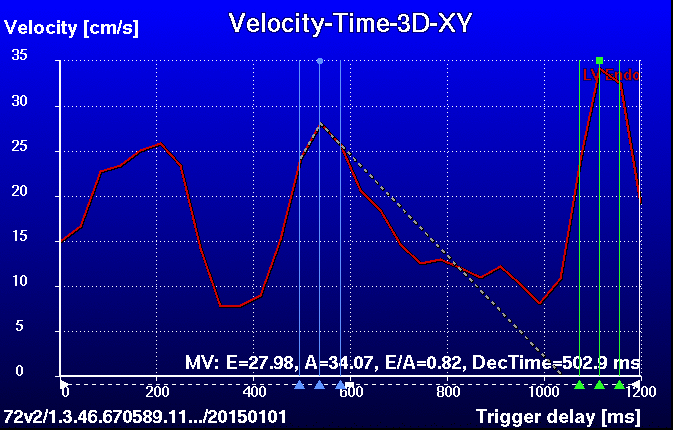 Velocity-Time-3D-XY
Velocity [cm/s]
35
LV Endo
30
25
20
15
10
5
MV: E=27.98, A=34.07, E/A=0.82, DecTime=502.9 ms
0
0 200 400 600 800 1000 1200
72v2/1.3.46.670589.11.../20150101 Trigger delay [ms]